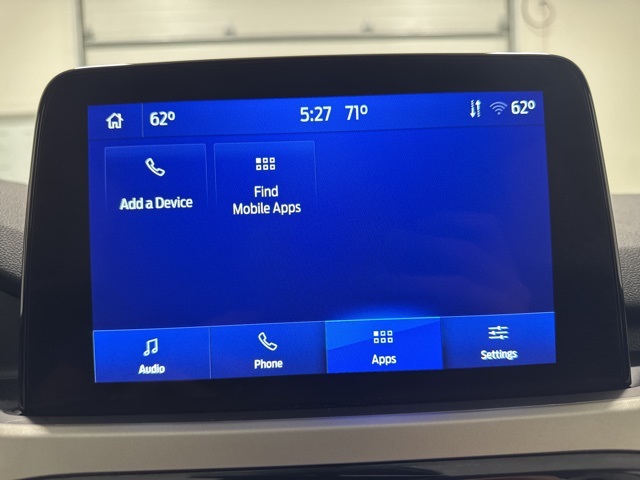 62° 5:27 71° 62°
Add a Device
Find
Mobile Apps
Audio Phone Apps Settings